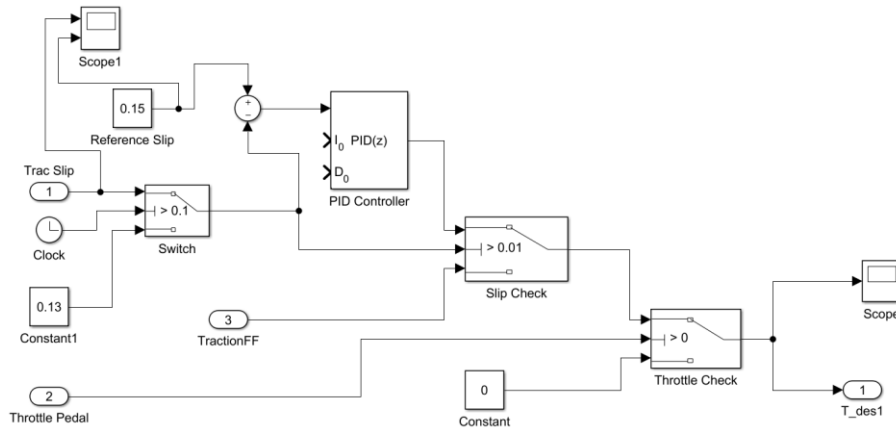 Scope1
0.15
Reference Slip
+
−
I0 PID(z)
D0
PID Controller
Trac Slip
1
> 0.1
Switch
Clock
0.13
Constant1
3
TractionFF
> 0.01
Slip Check
Scope
> 0
Throttle Check
2
Throttle Pedal
0
Constant
1
T_des1